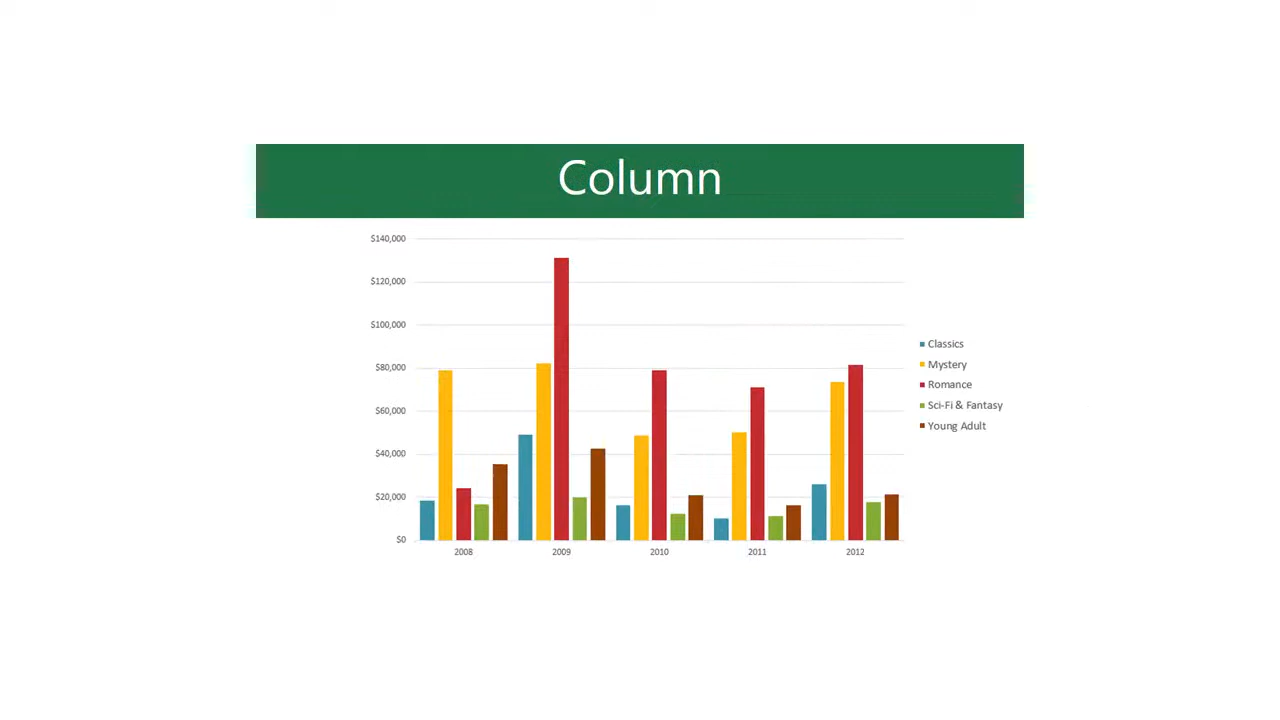 Column
$140,000
$120,000
$100,000
$80,000
$60,000
$40,000
$20,000
$0
2008 2009 2010 2011 2012
Classics
Mystery
Romance
Sci-Fi & Fantasy
Young Adult